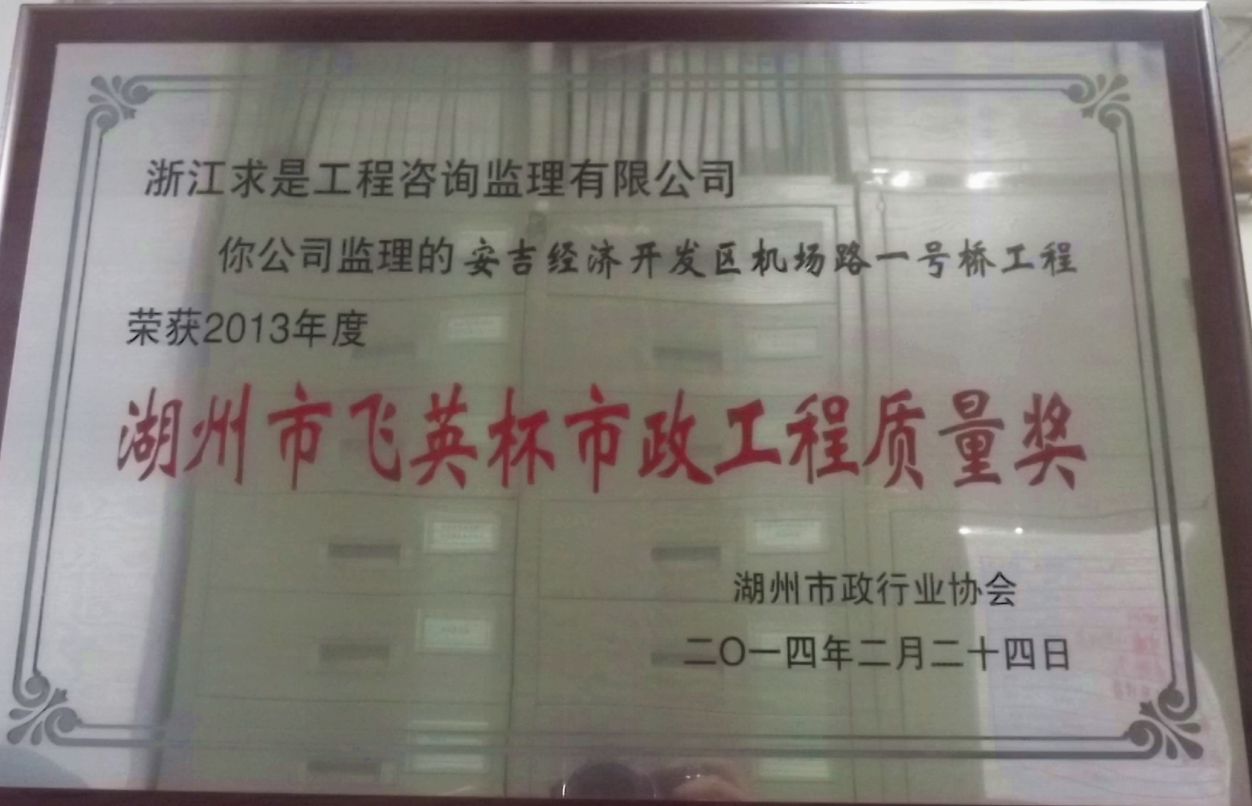 浙江求是工程咨询监理有限公司
你公司监理的安吉经济开发区机场路一号桥工程
荣获2013年度
湖州市飞英杯市政工程质量奖
湖州市政行业协会
二〇一四年二月二十四日